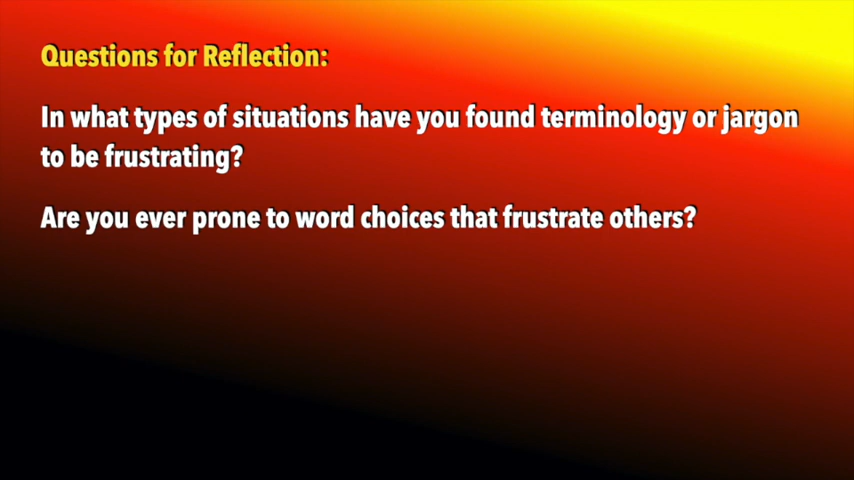 Questions for Reflection:
In what types of situations have you found terminology or jargon
to be frustrating?
Are you ever prone to word choices that frustrate others?